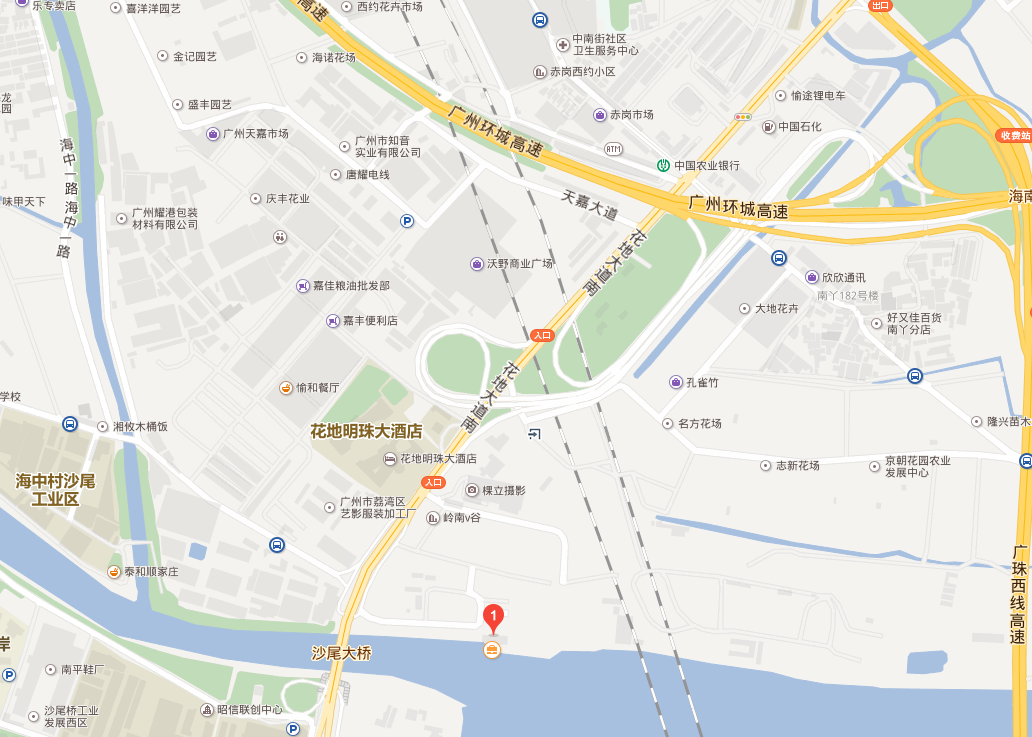 乐专卖店
喜洋洋园艺
高速
西约花卉市场
出口
中南街社区
卫生服务中心
金记园艺
海诺花场
赤岗西约小区
愉途锂电车
盛丰园艺
赤岗市场
中国石化
广州环城高速
广州天嘉市场
广州市知音
实业有限公司
ATM
收费站
中国农业银行
海中一路
海中一路
唐耀电线
味甲天下
庆丰花业
天嘉大道
广州环城高速
海南
广州耀港包装
材料有限公司
P
花地大道南
沃野商业广场
欣欣通讯
南丫182号楼
嘉佳粮油批发部
大地花卉
好又佳百货
南丫分店
嘉丰便利店
入口
花地大道南
愉和餐厅
孔雀竹
学校
湘攸木桶饭
花地明珠大酒店
名方花场
隆兴苗木
花地明珠大酒店
志新花场
京朝花园农业
发展中心
海中村沙尾
工业区
入口
棵立摄影
广州市荔湾区
艺影服装加工厂
岭南v谷
广珠西线高速
泰和顺家庄
1
岸
沙尾大桥
南平鞋厂
P
沙尾桥工业
发展西区
昭信联创中心
P